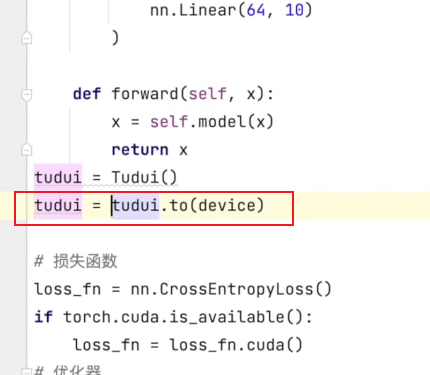 nn.Linear(64, 10)
)
def forward(self, x):
x = self.model(x)
return x
tudui = Tudui()
tudui = tudui.to(device)
# 损失函数
loss_fn = nn.CrossEntropyLoss()
if torch.cuda.is_available():
loss_fn = loss_fn.cuda()
# 优化器